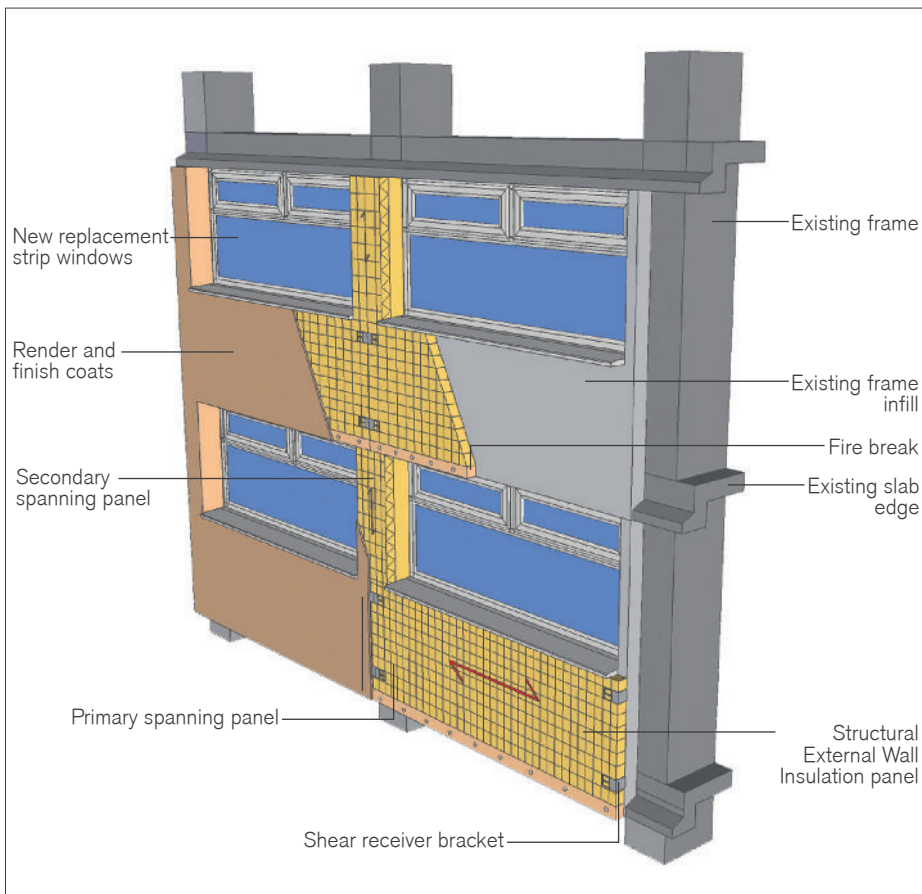 New replacement
strip windows
Render and
finish coats
Secondary
spanning panel
Primary spanning panel
Shear receiver bracket
Existing frame
Existing frame
infill
Fire break
Existing slab
edge
Structural
External Wall
Insulation panel